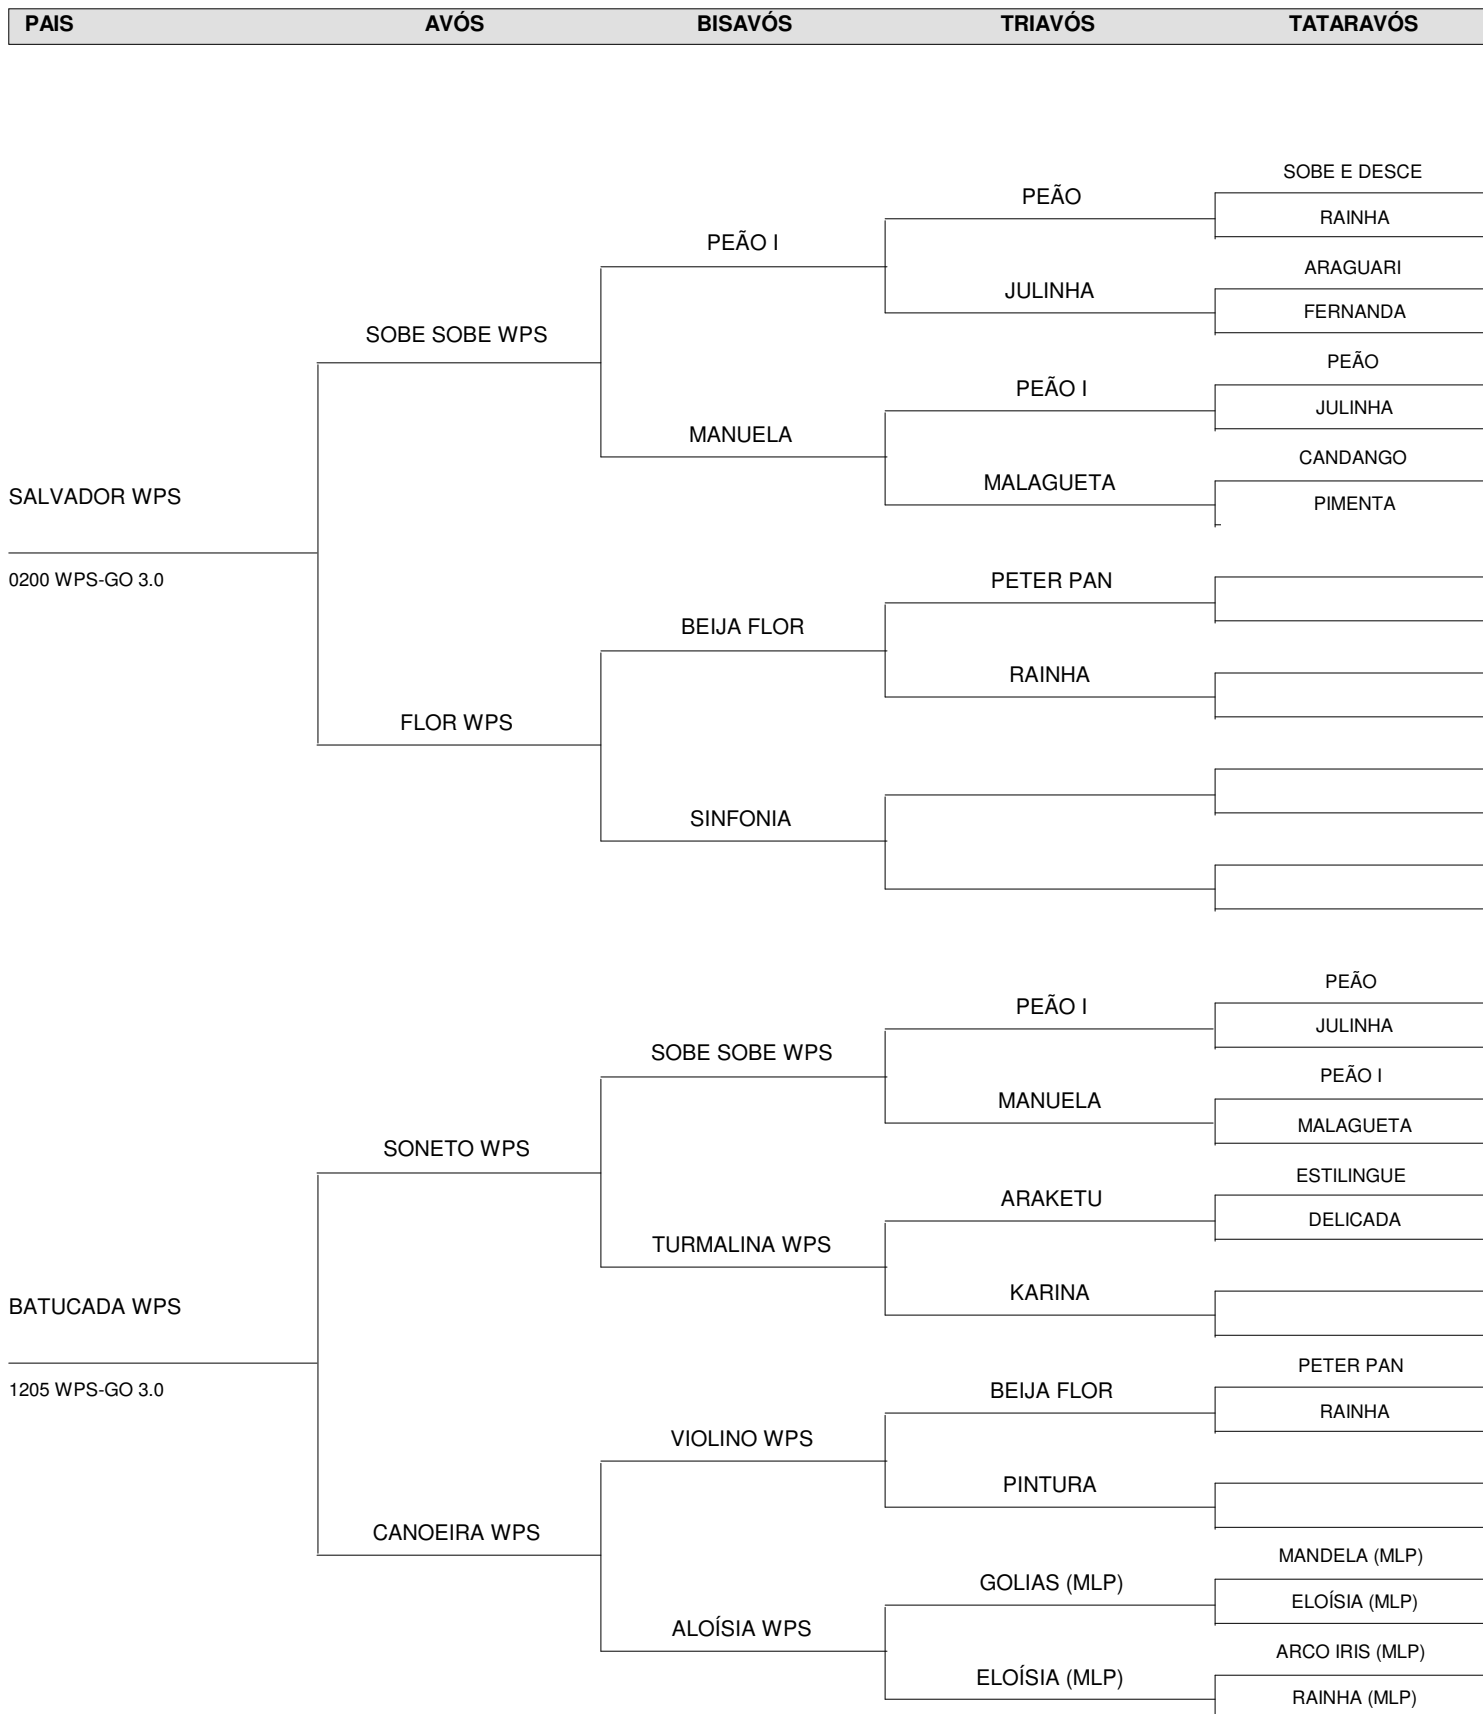 PAIS AVÓS BISAVÓS TRIAVÓS TATARAVÓS
SOBE E DESCE
PEÃO
RAINHA
PEÃO I
ARAGUARI
JULINHA
FERNANDA
SOBE SOBE WPS
PEÃO
PEÃO I
JULINHA
MANUELA
CANDANGO
MALAGUETA
SALVADOR WPS
PIMENTA
0200 WPS-GO 3.0
PETER PAN
BEIJA FLOR
RAINHA
FLOR WPS
SINFONIA
PEÃO
PEÃO I
JULINHA
SOBE SOBE WPS
PEÃO I
MANUELA
MALAGUETA
SONETO WPS
ESTILINGUE
ARAKETU
DELICADA
TURMALINA WPS
KARINA
BATUCADA WPS
PETER PAN
1205 WPS-GO 3.0
BEIJA FLOR
RAINHA
VIOLINO WPS
PINTURA
CANOEIRA WPS
MANDELA (MLP)
GOLIAS (MLP)
ELOÍSIA (MLP)
ALOÍSIA WPS
ARCO IRIS (MLP)
ELOÍSIA (MLP)
RAINHA (MLP)